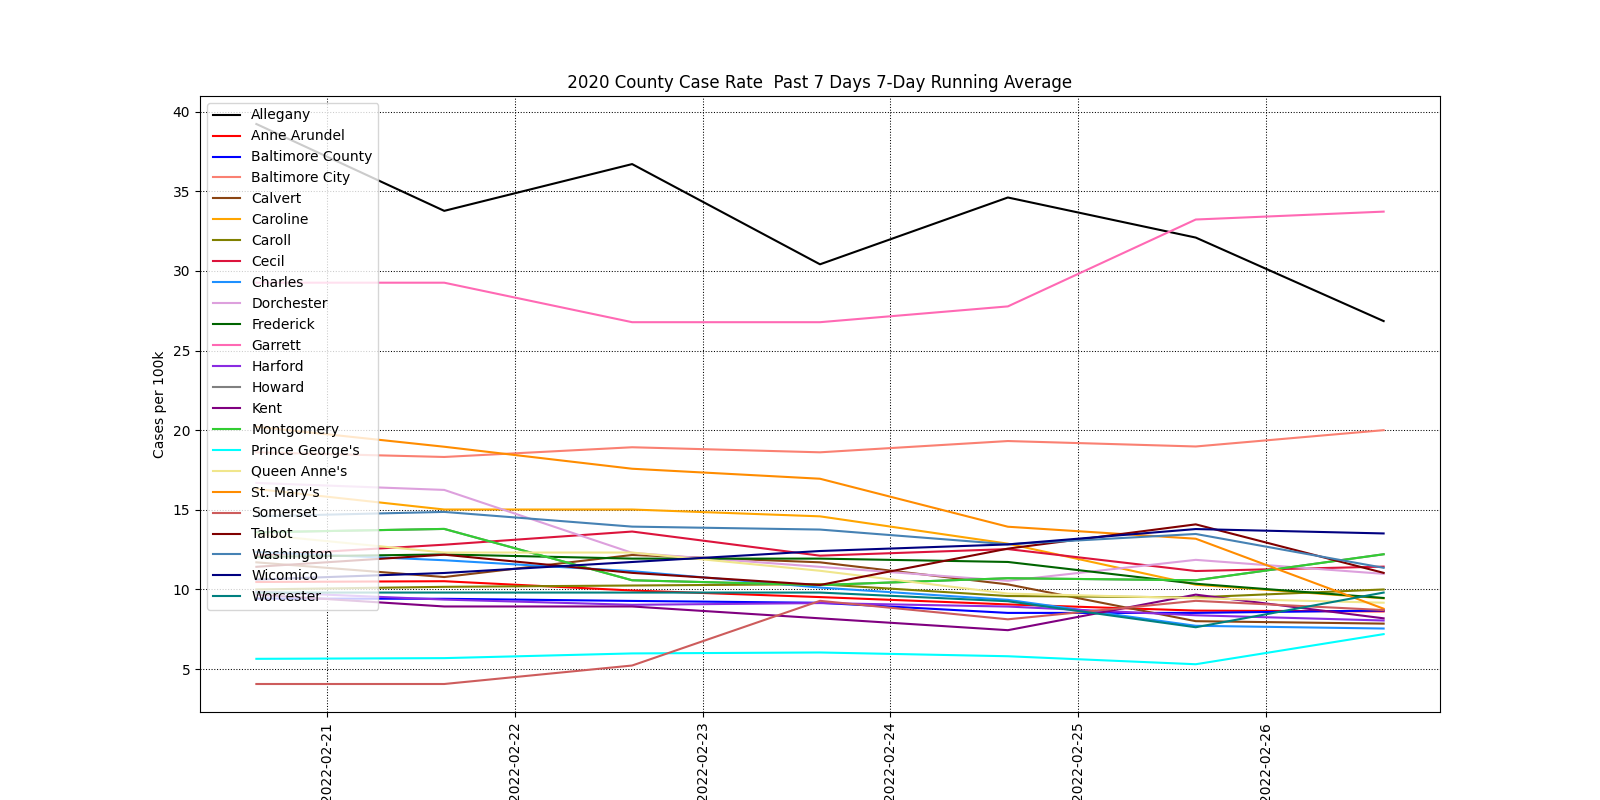 2020 County Case Rate  Past 7 Days 7-Day Running Average
Cases per 100k
40
35
30
25
20
15
10
5
Allegany
Anne Arundel
Baltimore County
Baltimore City
Calvert
Caroline
Caroll
Cecil
Charles
Dorchester
Frederick
Garrett
Harford
Howard
Kent
Montgomery
Prince George's
Queen Anne's
St. Mary's
Somerset
Talbot
Washington
Wicomico
Worcester
2022-02-21
2022-02-22
2022-02-23
2022-02-24
2022-02-25
2022-02-26